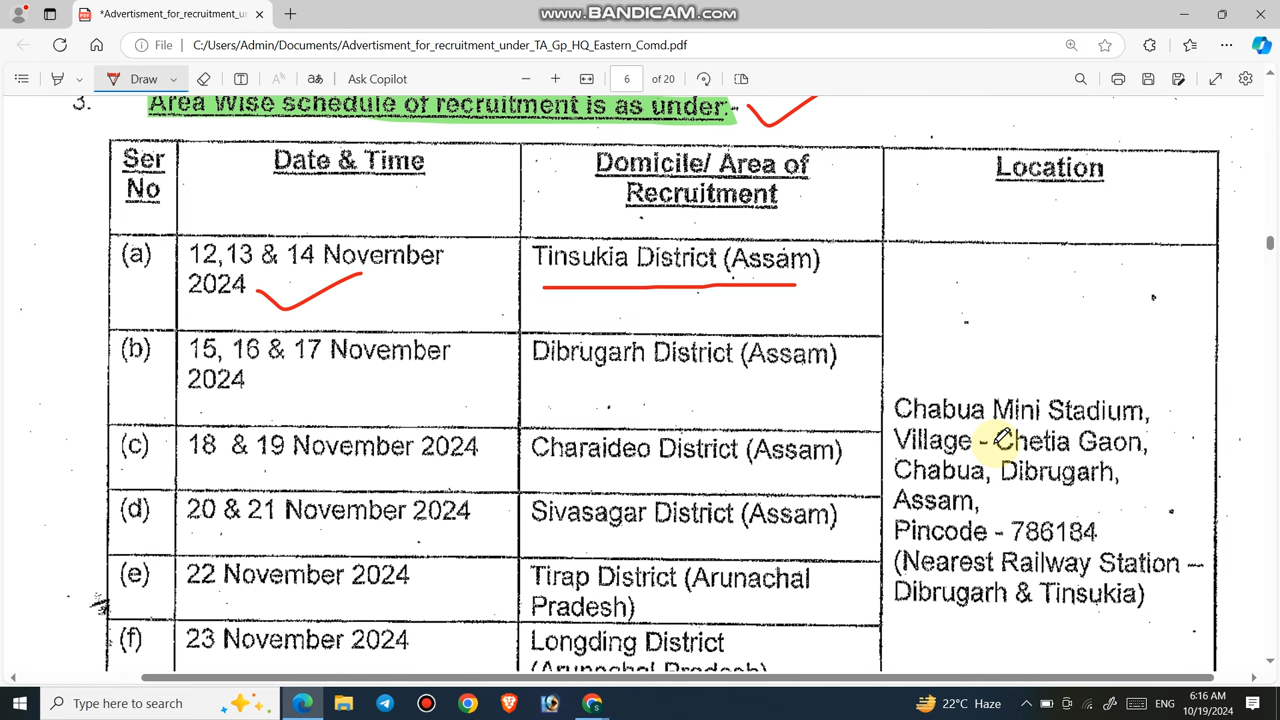 *Advertisment_for_recruitment_un
WWW.BANDICAM.COM
File
C:/Users/Admin/Documents/Advertisment_for_recruitment_under_TA_Gp_HQ_Eastern_Comd.pdf
Draw
Ask Copilot
6
of 20
3.
Area Wise schedule of recruitment is as under:-
Ser No
Date & Time
Domicile/ Area of Recruitment
Location
(a)
12,13 & 14 November 2024
Tinsukia District (Assam)
(b)
15, 16 & 17 November 2024
Dibrugarh District (Assam)
(c)
18 & 19 November 2024
Charaideo District (Assam)
(d)
20 & 21 November 2024
Sivasagar District (Assam)
(e)
22 November 2024
Tirap District (Arunachal Pradesh)
(f)
23 November 2024
Longding District
(Arunachal Pradesh)
Chabua Mini Stadium,
Village - Chetia Gaon,
Chabua, Dibrugarh,
Assam,
Pincode - 786184
(Nearest Railway Station –
Dibrugarh & Tinsukia)
Type here to search
22°C Haze
6:16 AM
10/19/2024